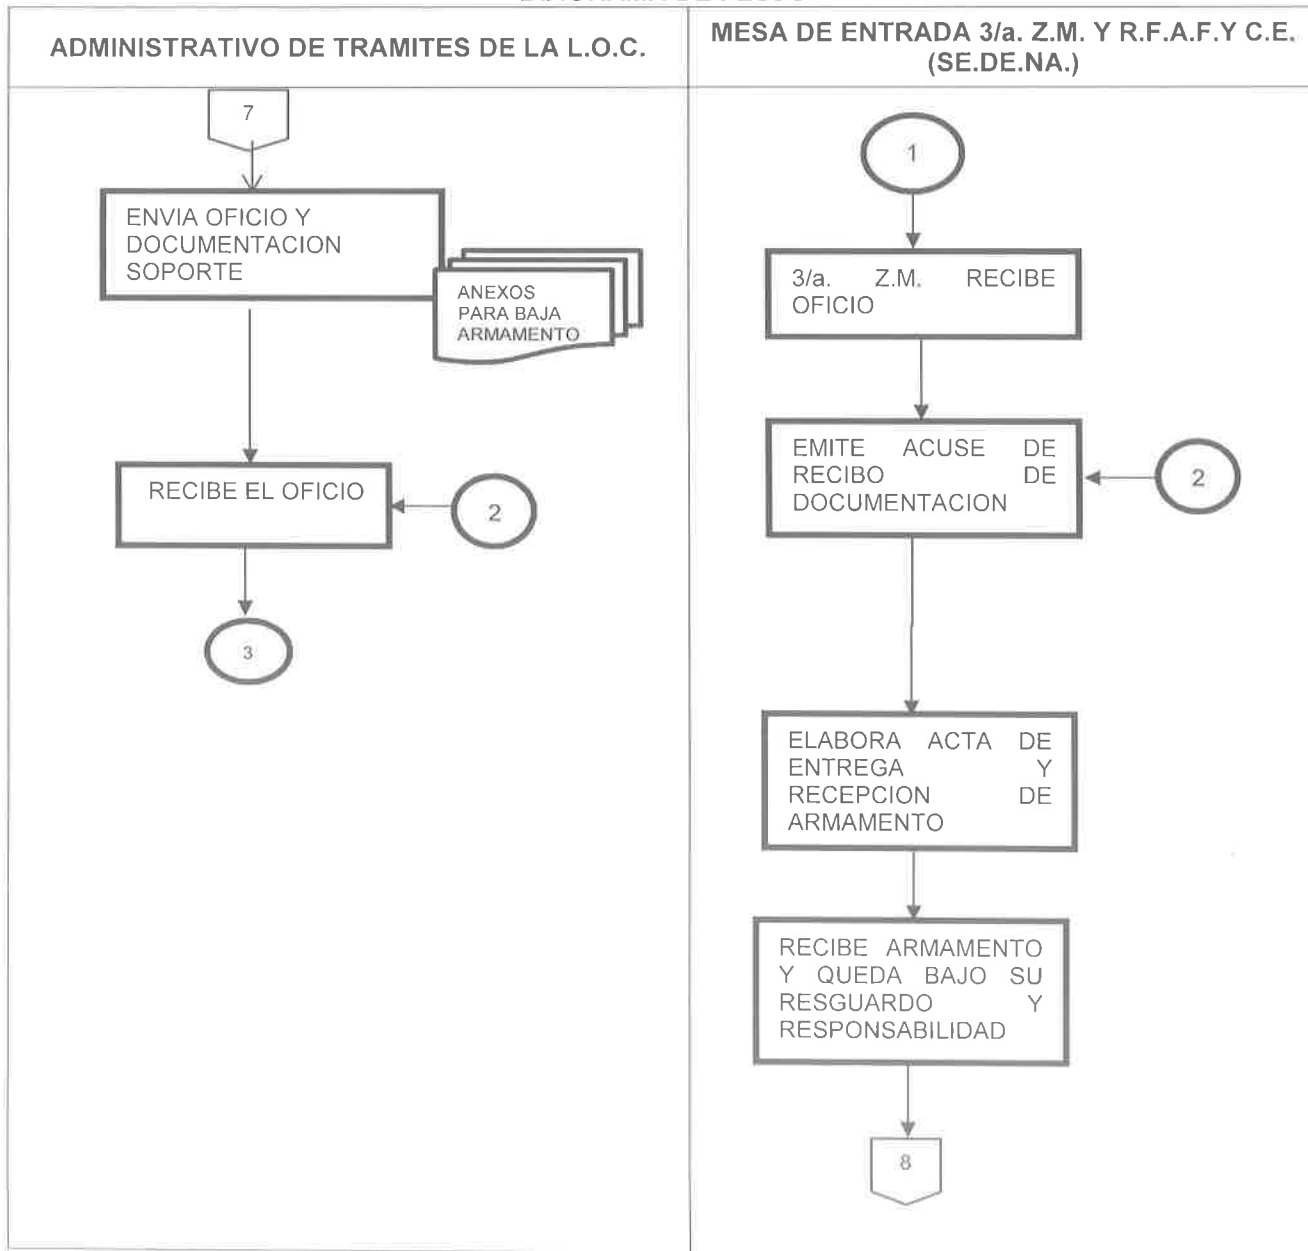 ADMINISTRATIVO DE TRAMITES DE LA L.O.C.
MESA DE ENTRADA 3/a. Z.M. Y R.F.A.F.Y C.E.
(SE.DE.NA.)
7
ENVIA OFICIO Y
DOCUMENTACION
SOPORTE
ANEXOS
PARA BAJA
ARMAMENTO
RECIBE EL OFICIO
2
3
1
3/a. Z.M. RECIBE
OFICIO
EMITE ACUSE DE
RECIBO DE
DOCUMENTACION
2
ELABORA ACTA DE
ENTREGA Y
RECEPCION DE
ARMAMENTO
RECIBE ARMAMENTO
Y QUEDA BAJO SU
RESGUARDO Y
RESPONSABILIDAD
8